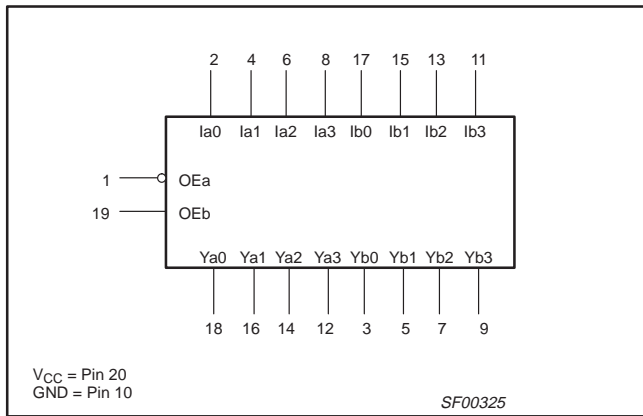 2 4 6 8 17 15 13 11
Ia0 Ia1 Ia2 Ia3 Ib0 Ib1 Ib2 Ib3
1 OEa
19 OEb
Ya0 Ya1 Ya2 Ya3 Yb0 Yb1 Yb2 Yb3
18 16 14 12 3 5 7 9
VCC = Pin 20
GND = Pin 10
SF00325